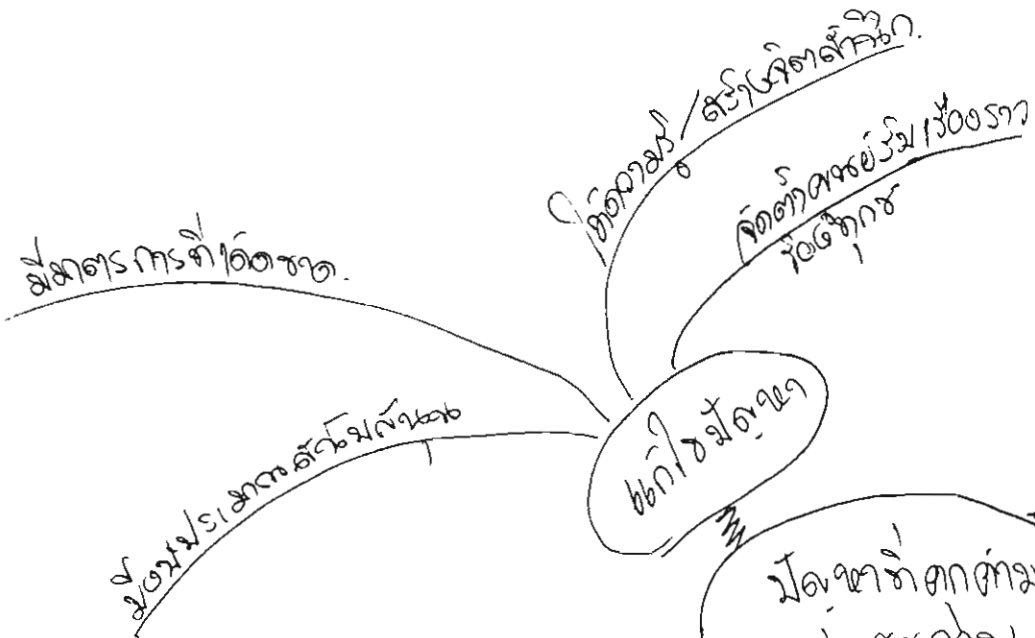 ให้ความรู้/สร้างจิตสำนึก.
จัดตั้งศูนย์รับเรื่องราว
ร้องทุกข์
มีมาตรการที่เด็ดขาด.
มีงบประมาณสนับสนุน
แก้ไขปัญหา
ปัญหาที่คุกคาม